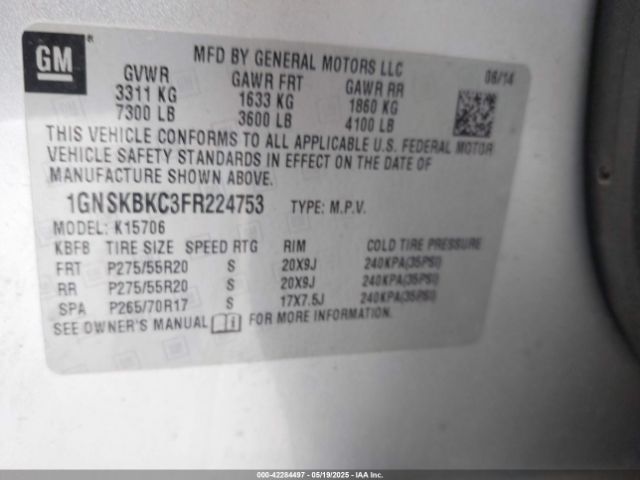 GM ®
MFD BY GENERAL MOTORS LLC
06/14
GVWR GAWR FRT GAWR RR
3311 KG 1633 KG 1860 KG
7300 LB 3600 LB 4100 LB
THIS VEHICLE CONFORMS TO ALL APPLICABLE U.S. FEDERAL MOTOR
VEHICLE SAFETY STANDARDS IN EFFECT ON THE DATE OF
MANUFACTURE SHOWN ABOVE.
1GNSKBKC3FR224753 TYPE: M.P.V.
MODEL: K15706
KBFB TIRE SIZE SPEED RTG RIM COLD TIRE PRESSURE
FRT P275/55R20 S 20X9J 240KPA(35PSI)
RR P275/55R20 S 20X9J 240KPA(35PSI)
SPA P265/70R17 S 17X7.5J 240KPA(35PSI)
SEE OWNER'S MANUAL FOR MORE INFORMATION.
000-42284497 - 05/19/2025 - IAA Inc.